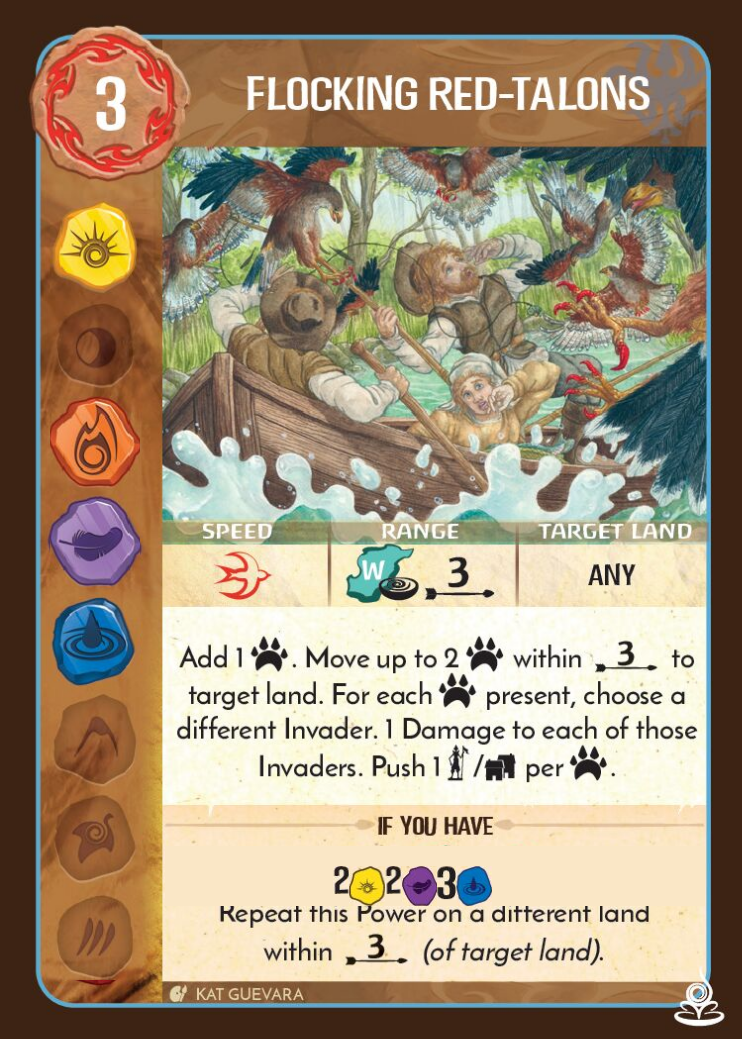 3
FLOCKING RED-TALONS
SPEED RANGE TARGET LAND
W 3 ANY
Add 1 . Move up to 2 within 3 to
target land. For each present, choose a
different Invader. 1 Damage to each of those
Invaders. Push 1 / per .
IF YOU HAVE
2 2 3
Repeat this Power on a different land
within 3 (of target land).
KAT GUEVARA